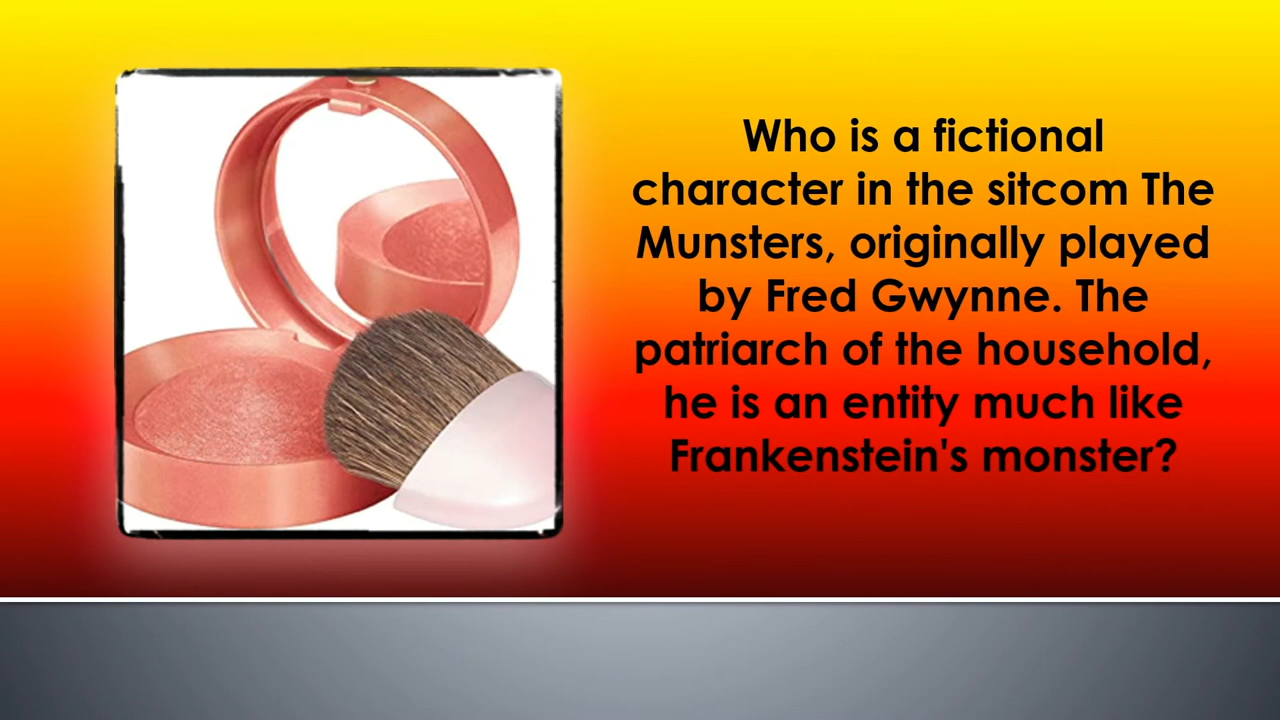 Who is a fictional
character in the sitcom The
Munsters, originally played
by Fred Gwynne. The
patriarch of the household,
he is an entity much like
Frankenstein's monster?